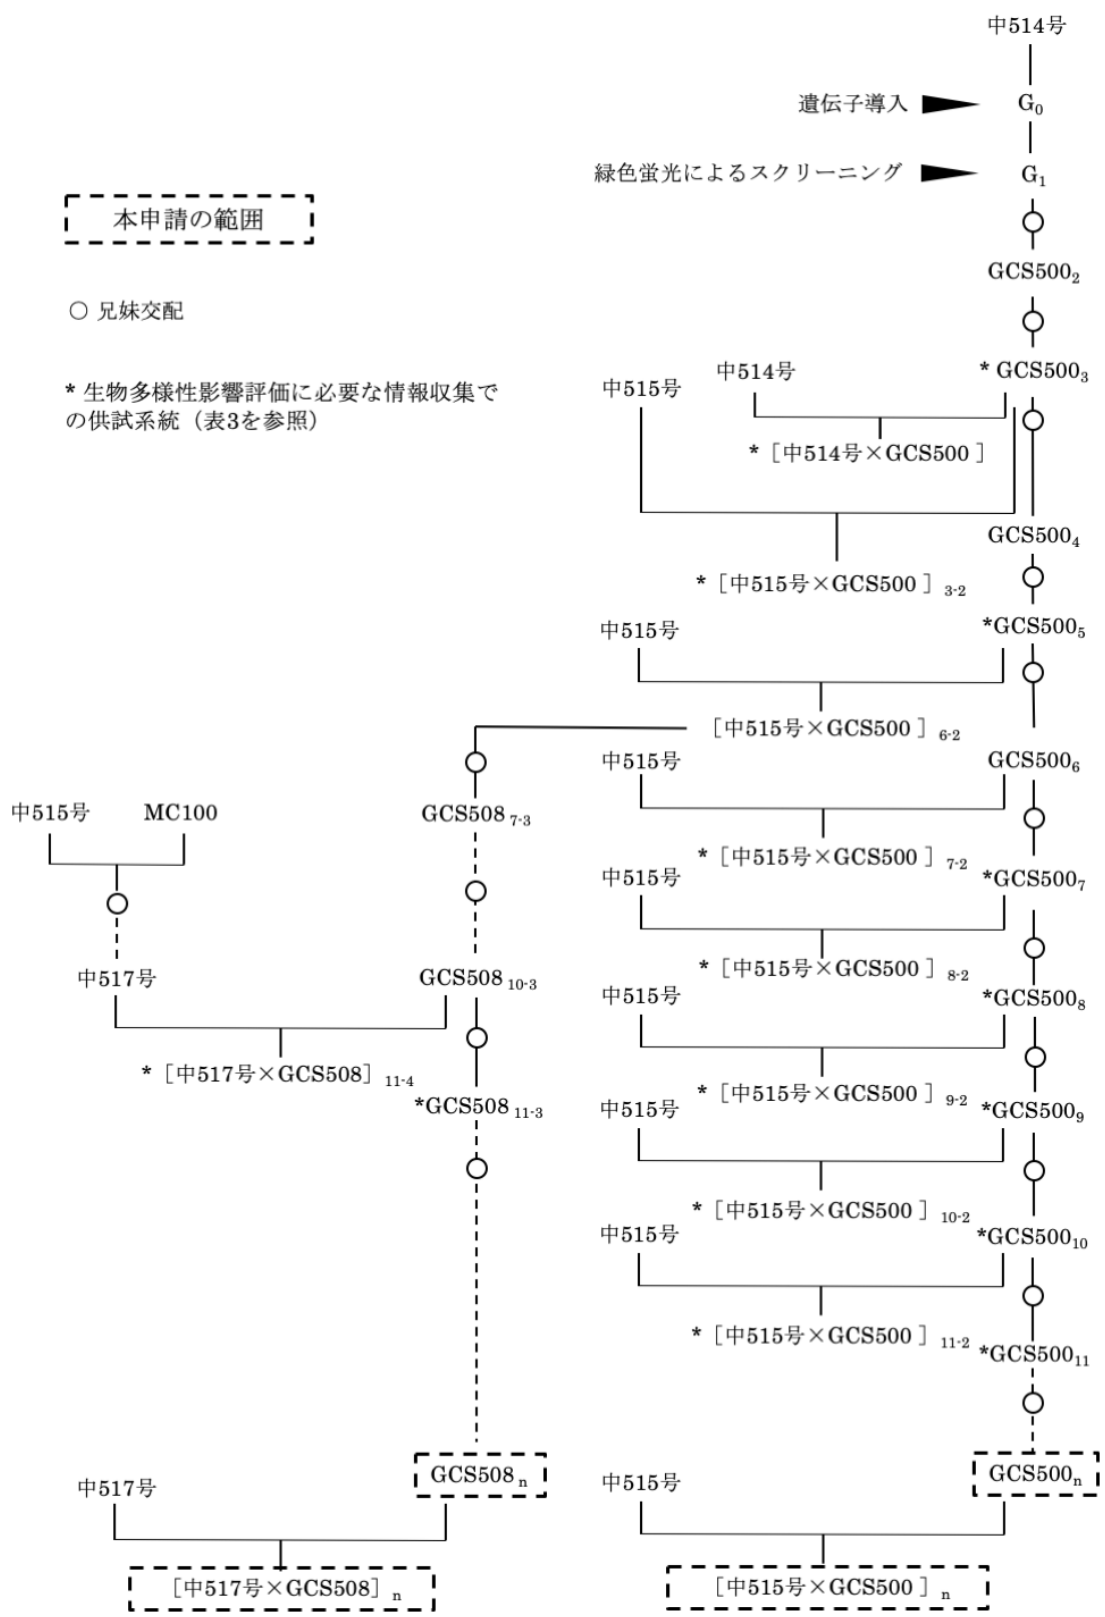 中514号
遺伝子導入 G₀
緑色蛍光によるスクリーニング G₁
本申請の範囲
GCS500₂
○ 兄妹交配
* GCS500₃
中514号
中515号
* 生物多様性影響評価に必要な情報収集で
の供試系統（表3を参照）
*［中514号×GCS500 ］
GCS500₄
*［中515号×GCS500 ］3-2
*GCS500₅
中515号
［中515号×GCS500 ］6-2
中515号
GCS500₆
中515号
MC100
GCS508 7-3
*［中515号×GCS500 ］7-2
中515号
*GCS500₇
*［中515号×GCS500 ］8-2
中517号
GCS508 10-3
中515号
*GCS500₈
*［中517号×GCS508］11-4
*［中515号×GCS500 ］9-2
*GCS508 11-3
中515号
*GCS500₉
*［中515号×GCS500 ］10-2
中515号
*GCS500₁₀
*［中515号×GCS500 ］11-2
*GCS500₁₁
中517号
GCS508 n
中515号
GCS500n
［中517号×GCS508］n
［中515号×GCS500 ］n